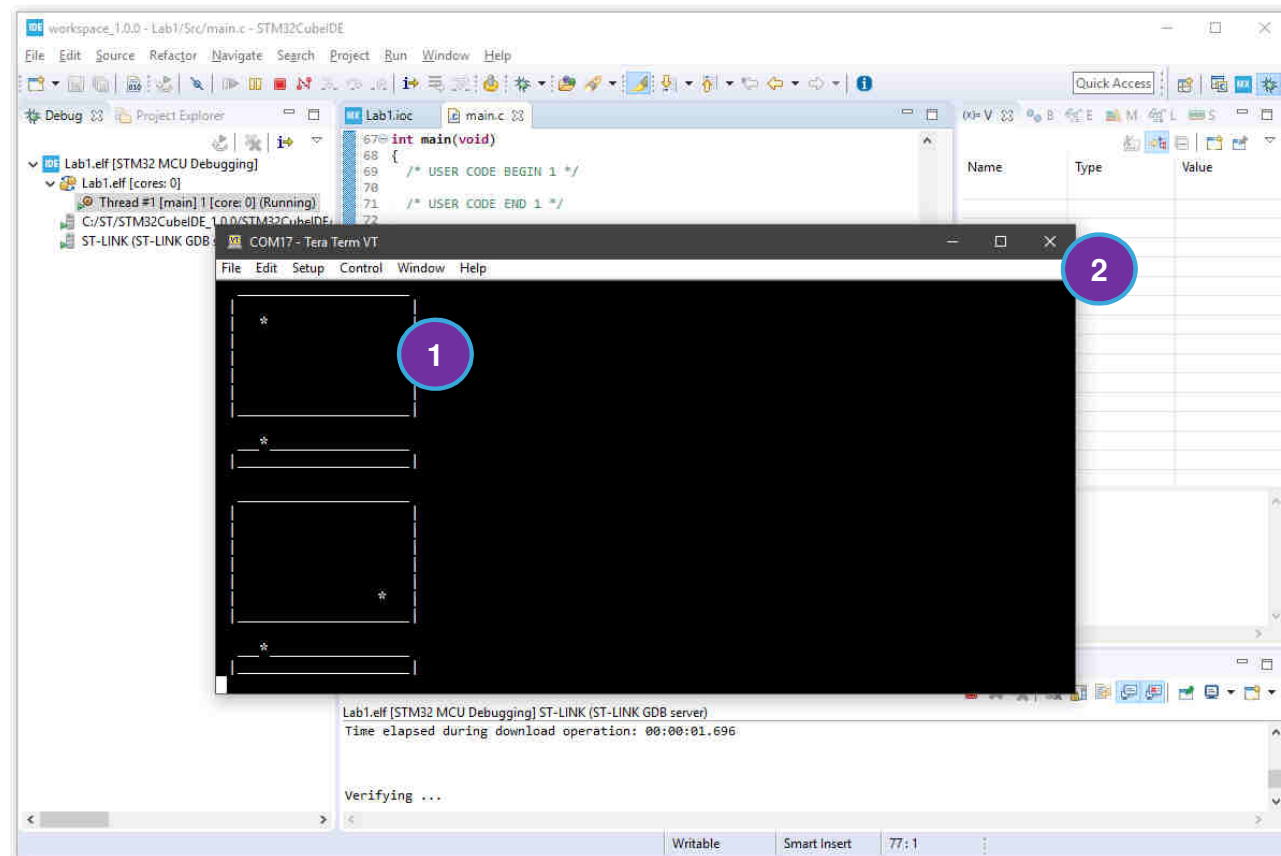 IDE workspace_1.0.0 - Lab1/Src/main.c - STM32CubeIDE
File Edit Source Refactor Navigate Search Project Run Window Help
Quick Access
Debug Project Explorer
MX Lab1.ioc main.c
(x)= V B E M L S
67 int main(void)
68 {
69 /* USER CODE BEGIN 1 */
70
71 /* USER CODE END 1 */
72
Lab1.elf [STM32 MCU Debugging]
Lab1.elf [cores: 0]
Thread #1 [main] 1 [core: 0] (Running)
C:/ST/STM32CubeIDE_1.0.0/STM32CubeIDE
ST-LINK (ST-LINK GDB
Name Type Value
COM17 - Tera Term VT
File Edit Setup Control Window Help
*
*
*
*
1
2
Lab1.elf [STM32 MCU Debugging] ST-LINK (ST-LINK GDB server)
Time elapsed during download operation: 00:00:01.696
Verifying ...
Writable Smart Insert 77 : 1